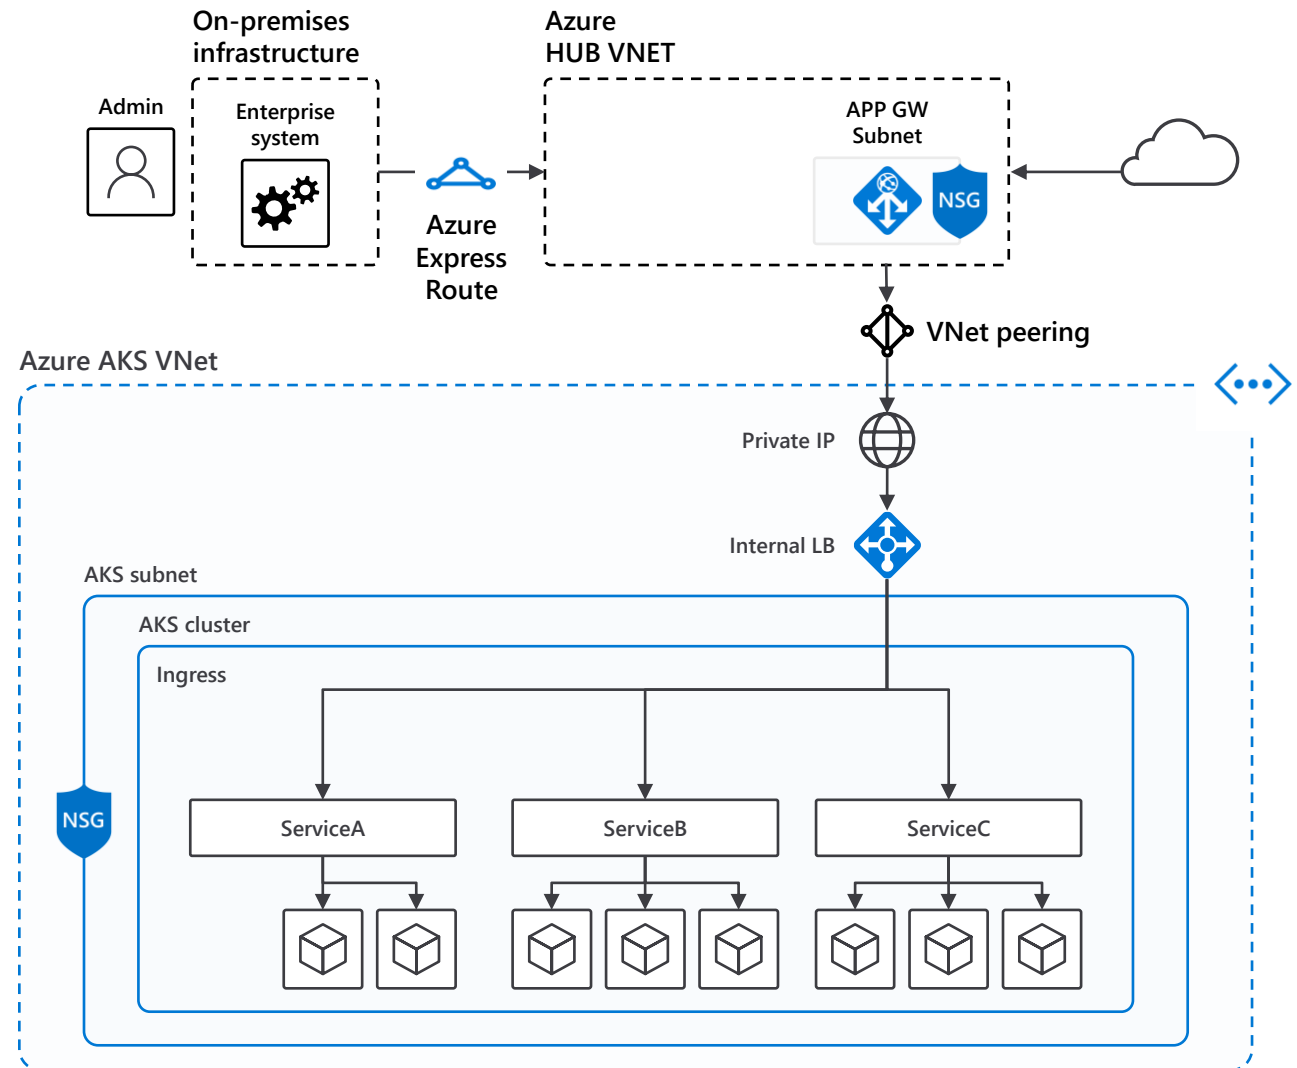 On-premises
infrastructure
Azure
HUB VNET
Admin
Enterprise
system
APP GW
Subnet
NSG
Azure
Express
Route
VNet peering
Azure AKS VNet
Private IP
Internal LB
AKS subnet
AKS cluster
Ingress
NSG
ServiceA
ServiceB
ServiceC